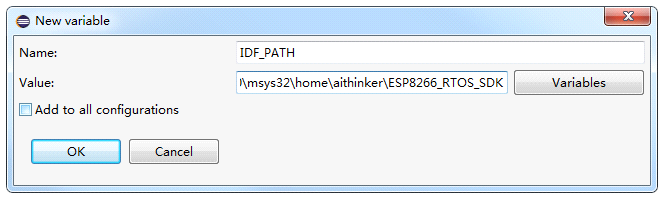 New variable
Name:
IDF_PATH
Value:
\msys32\home\aithinker\ESP8266_RTOS_SDK
Variables
Add to all configurations
OK
Cancel